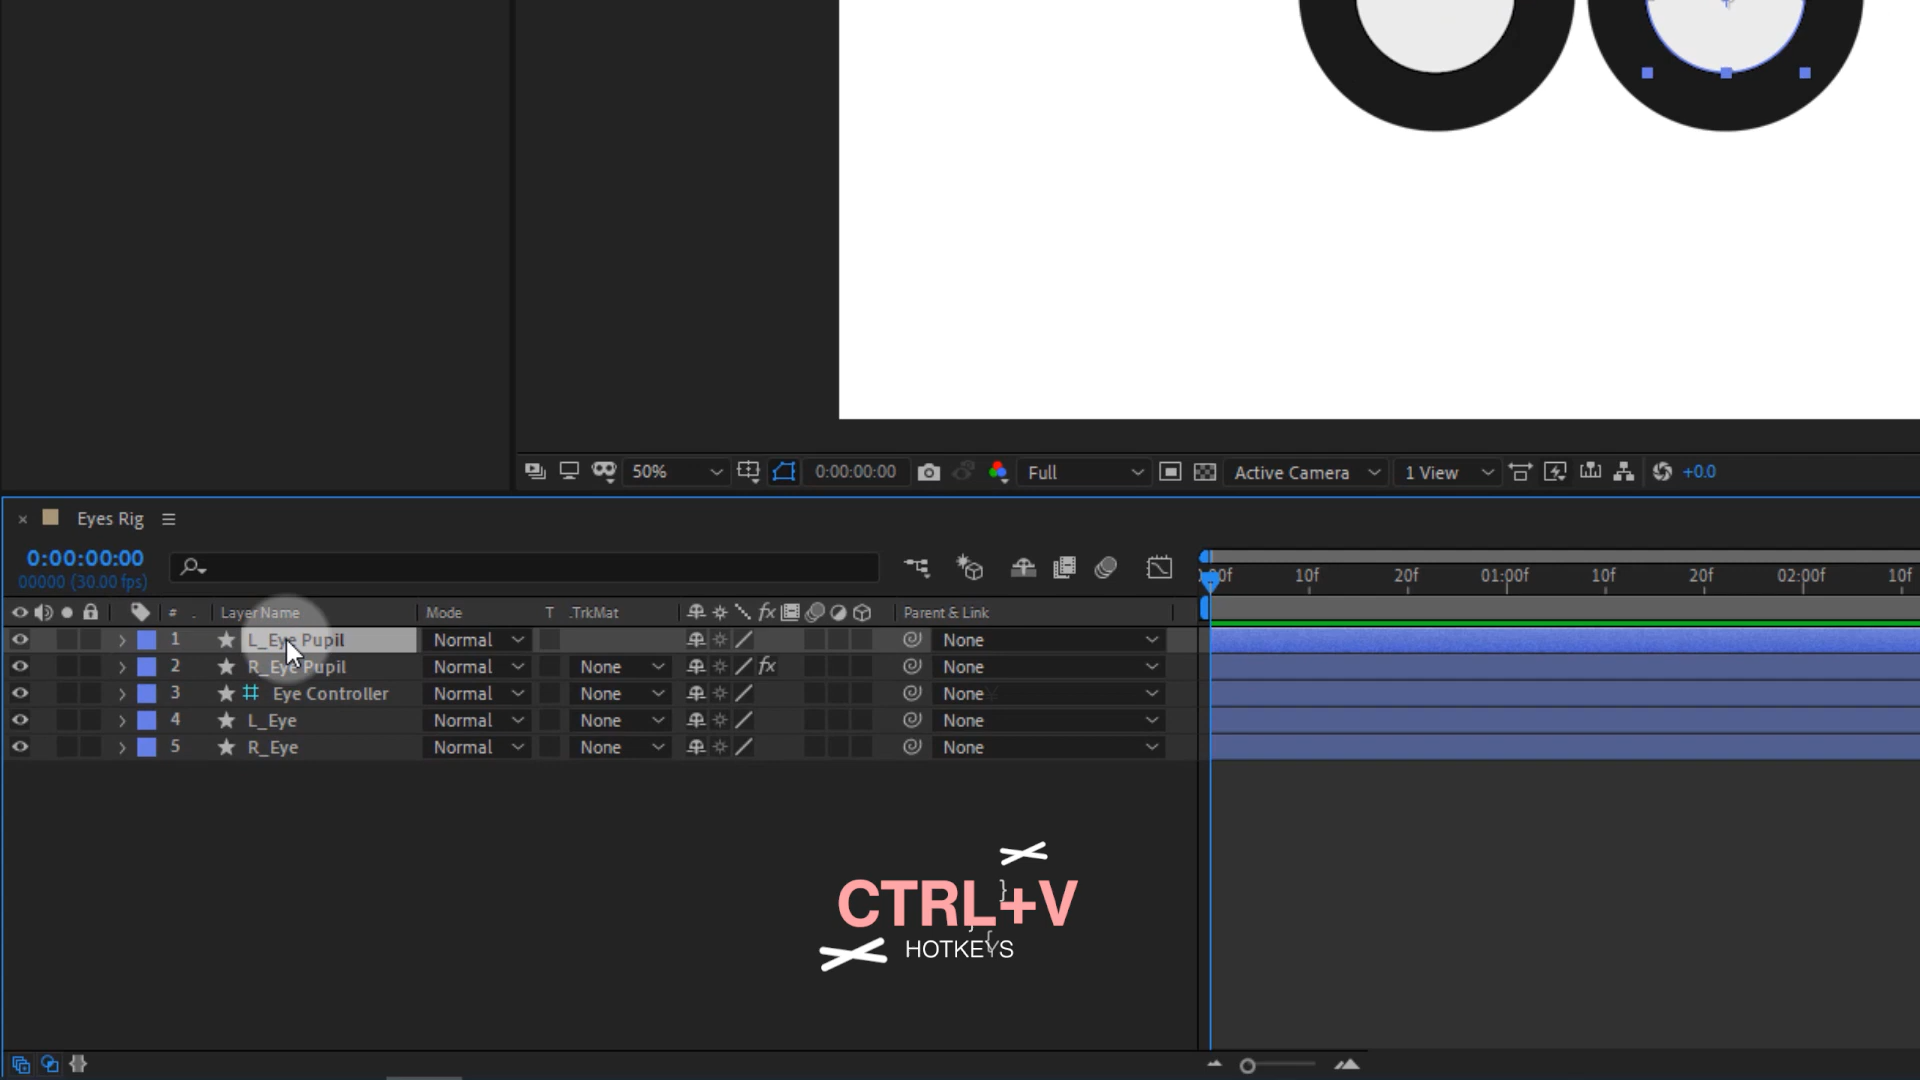 50%
0:00:00:00
Full
Active Camera
1 View
+0.0
× Eyes Rig
0:00:00:00
00000 (30.00 fps)
:00f 10f 20f 01:00f 10f 20f 02:00f 10f
# . Layer Name Mode T .TrkMat fx Parent & Link
1 L_Eye Pupil Normal None
2 R_Eye Pupil Normal None fx None
3 Eye Controller Normal None None
4 L_Eye Normal None None
5 R_Eye Normal None None
CTRL+V
HOTKEYS